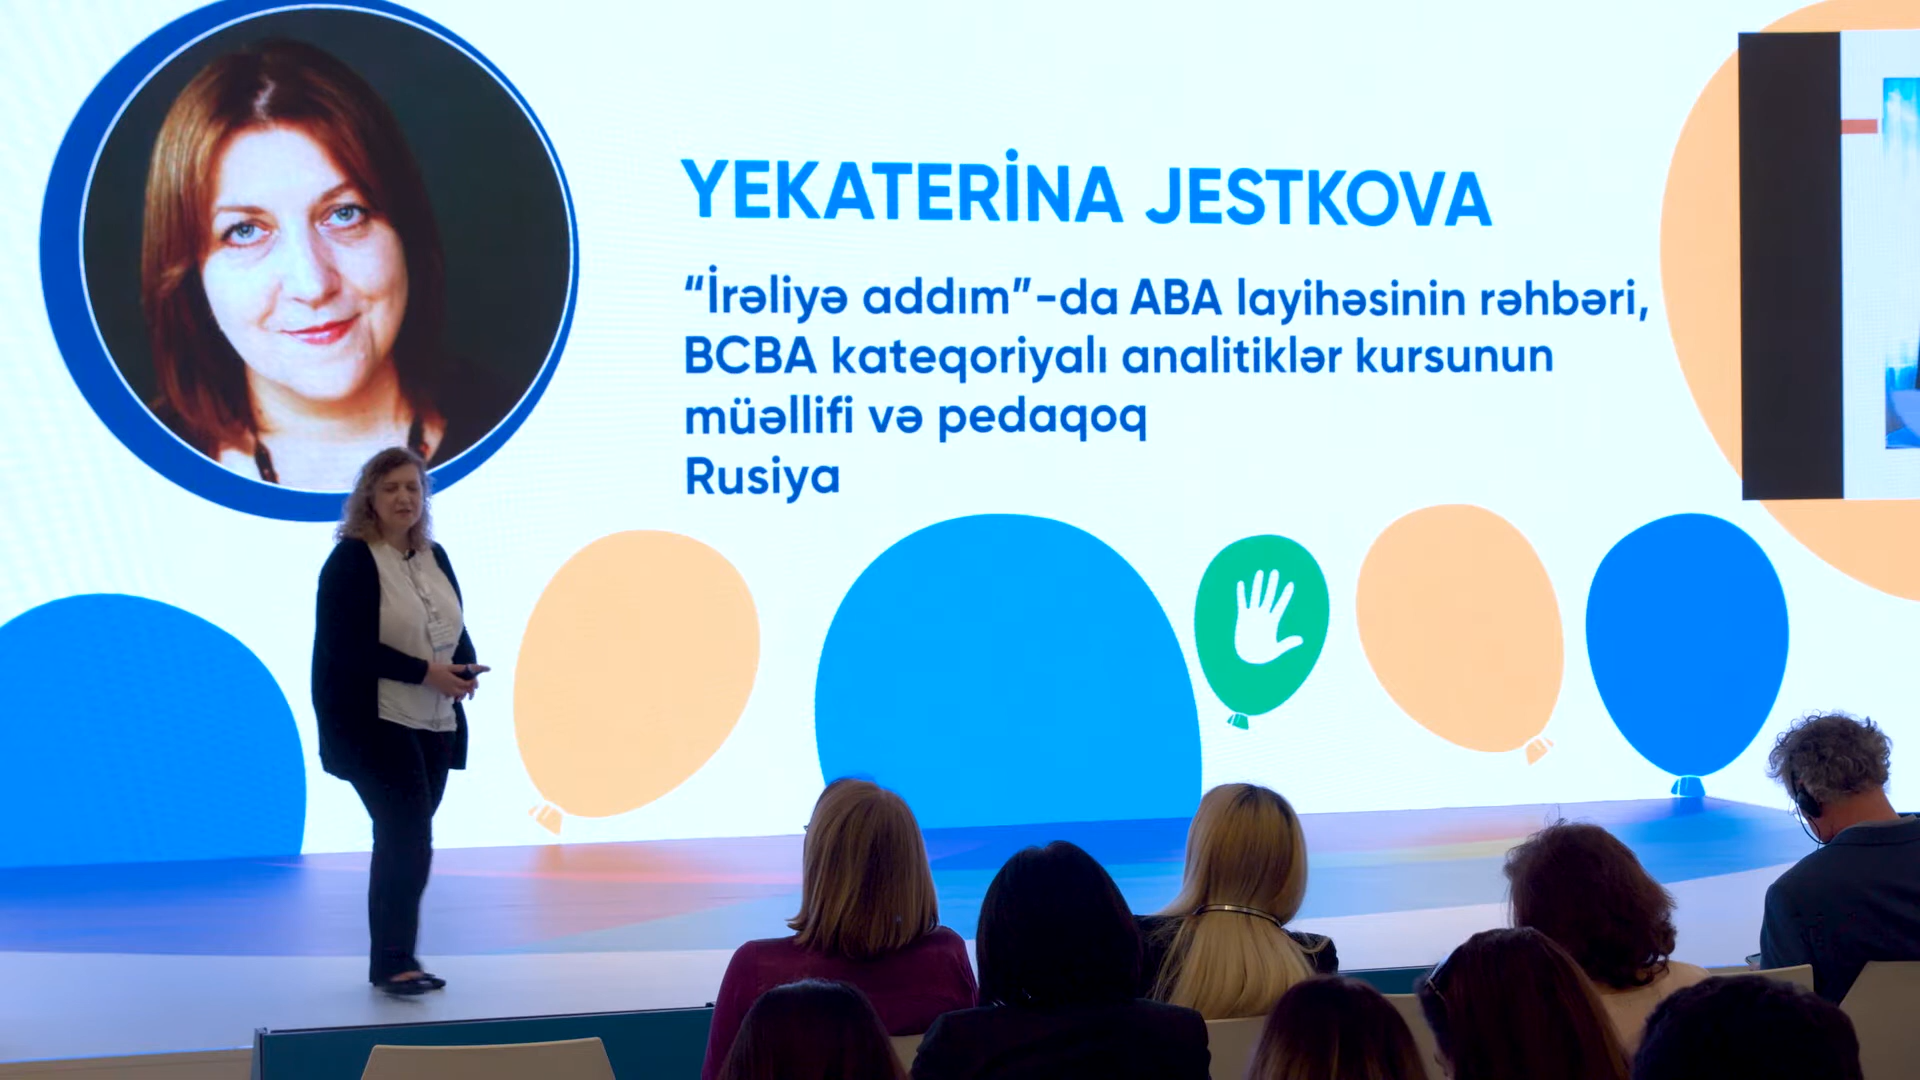 YEKATERİNA JESTKOVA
“İrəliyə addım”-da ABA layihəsinin rəhbəri,
BCBA kateqoriyalı analitiklər kursunun
müəllifi və pedaqoq
Rusiya